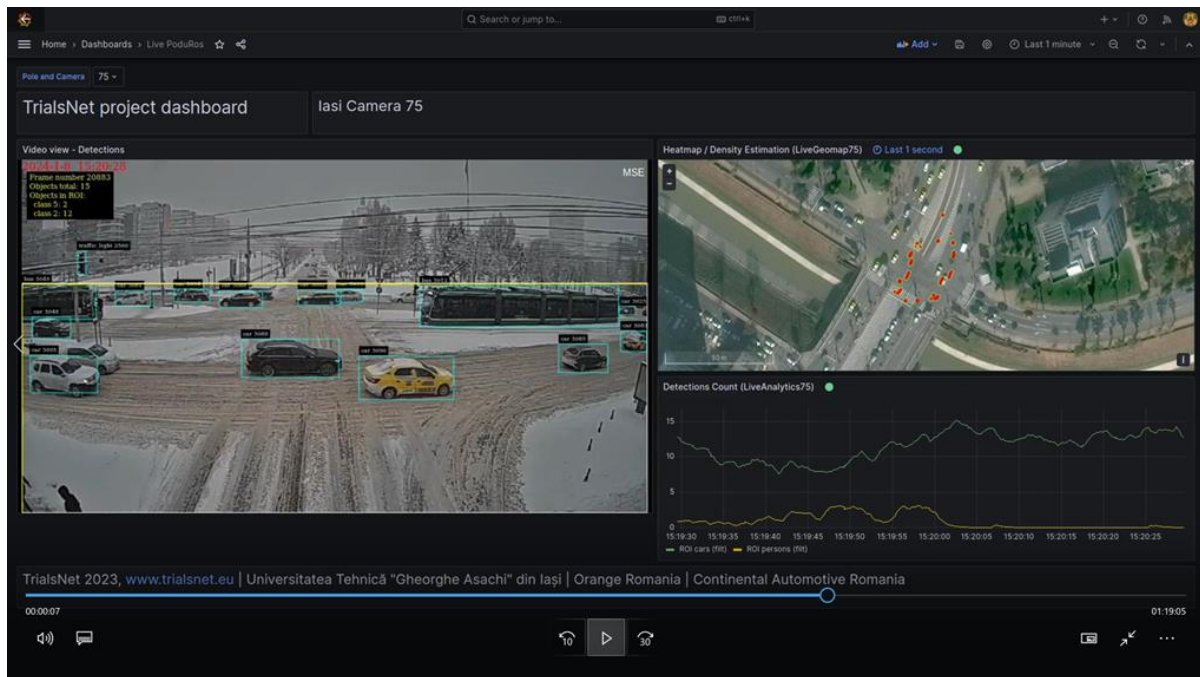 Search or jump to...
ctrl+k
Home › Dashboards › Live PoduRos
Add
Last 1 minute
Pole and Camera 75
TrialsNet project dashboard
Iasi Camera 75
Video view - Detections
15:20:28
Frame number 20883
Objects total: 15
Objects in ROI:
class 5: 2
class 2: 12
MSE
traffic light 2500
Heatmap / Density Estimation (LiveGeomap75) Last 1 second
+
−
i
Detections Count (LiveAnalytics75)
15
10
5
0
15:19:30 15:19:35 15:19:40 15:19:45 15:19:50 15:19:55 15:20:00 15:20:05 15:20:10 15:20:15 15:20:20 15:20:25
ROI cars (filt) ROI persons (filt)
TrialsNet 2023, www.trialsnet.eu | Universitatea Tehnică "Gheorghe Asachi" din Iași | Orange Romania | Continental Automotive Romania
00:00:07
01:19:05
10
30